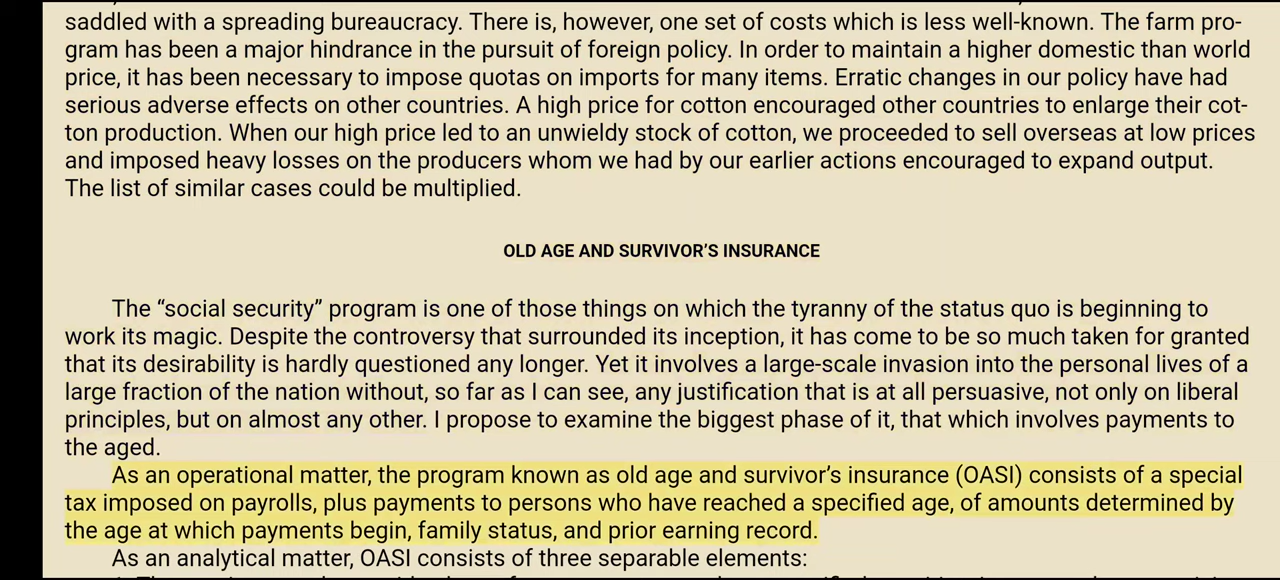 saddled with a spreading bureaucracy. There is, however, one set of costs which is less well-known. The farm pro-
gram has been a major hindrance in the pursuit of foreign policy. In order to maintain a higher domestic than world
price, it has been necessary to impose quotas on imports for many items. Erratic changes in our policy have had
serious adverse effects on other countries. A high price for cotton encouraged other countries to enlarge their cot-
ton production. When our high price led to an unwieldy stock of cotton, we proceeded to sell overseas at low prices
and imposed heavy losses on the producers whom we had by our earlier actions encouraged to expand output.
The list of similar cases could be multiplied.
OLD AGE AND SURVIVOR’S INSURANCE
The “social security” program is one of those things on which the tyranny of the status quo is beginning to
work its magic. Despite the controversy that surrounded its inception, it has come to be so much taken for granted
that its desirability is hardly questioned any longer. Yet it involves a large-scale invasion into the personal lives of a
large fraction of the nation without, so far as I can see, any justification that is at all persuasive, not only on liberal
principles, but on almost any other. I propose to examine the biggest phase of it, that which involves payments to
the aged.
As an operational matter, the program known as old age and survivor’s insurance (OASI) consists of a special
tax imposed on payrolls, plus payments to persons who have reached a specified age, of amounts determined by
the age at which payments begin, family status, and prior earning record.
As an analytical matter, OASI consists of three separable elements: